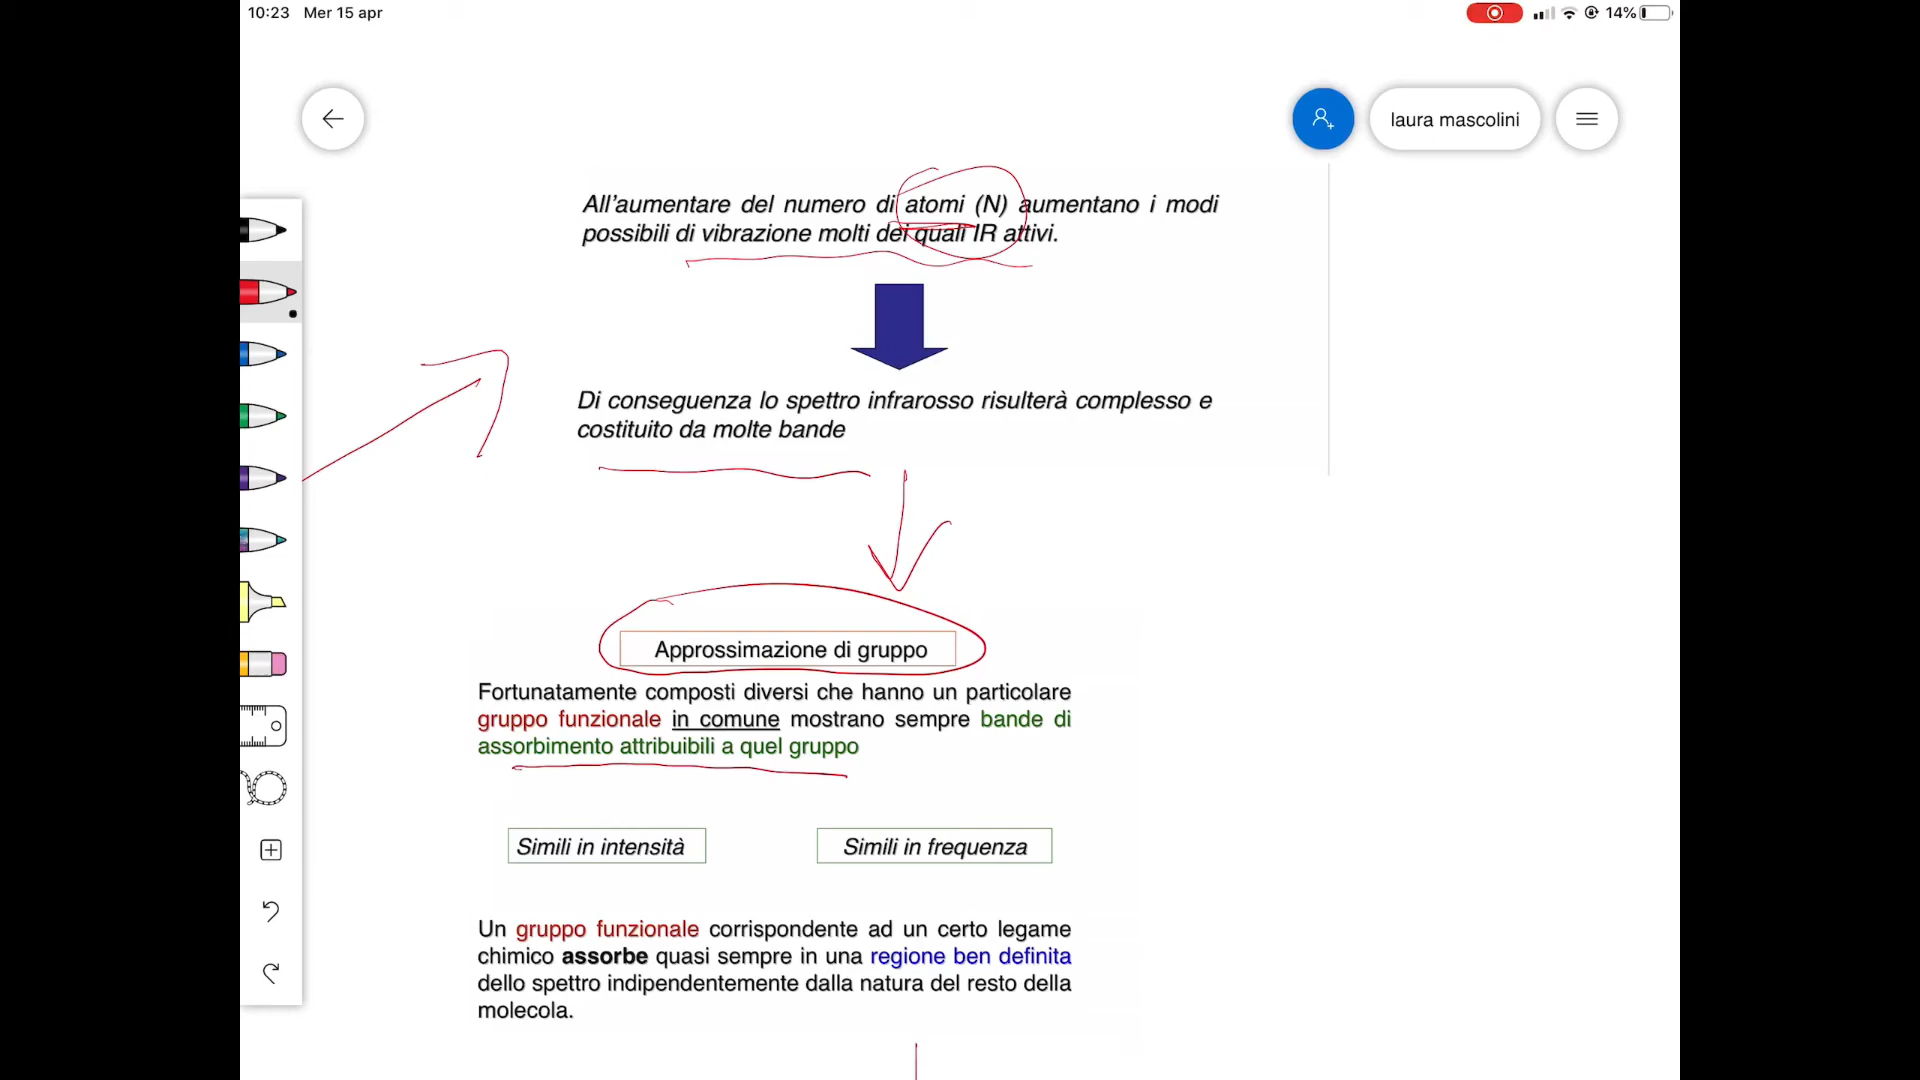 10:23 Mer 15 apr
14%
laura mascolini
All'aumentare del numero di atomi (N) aumentano i modi
possibili di vibrazione molti dei quali IR attivi.
Di conseguenza lo spettro infrarosso risulterà complesso e
costituito da molte bande
Approssimazione di gruppo
Fortunatamente composti diversi che hanno un particolare
gruppo funzionale in comune mostrano sempre bande di
assorbimento attribuibili a quel gruppo
Simili in intensità
Simili in frequenza
Un gruppo funzionale corrispondente ad un certo legame
chimico assorbe quasi sempre in una regione ben definita
dello spettro indipendentemente dalla natura del resto della
molecola.